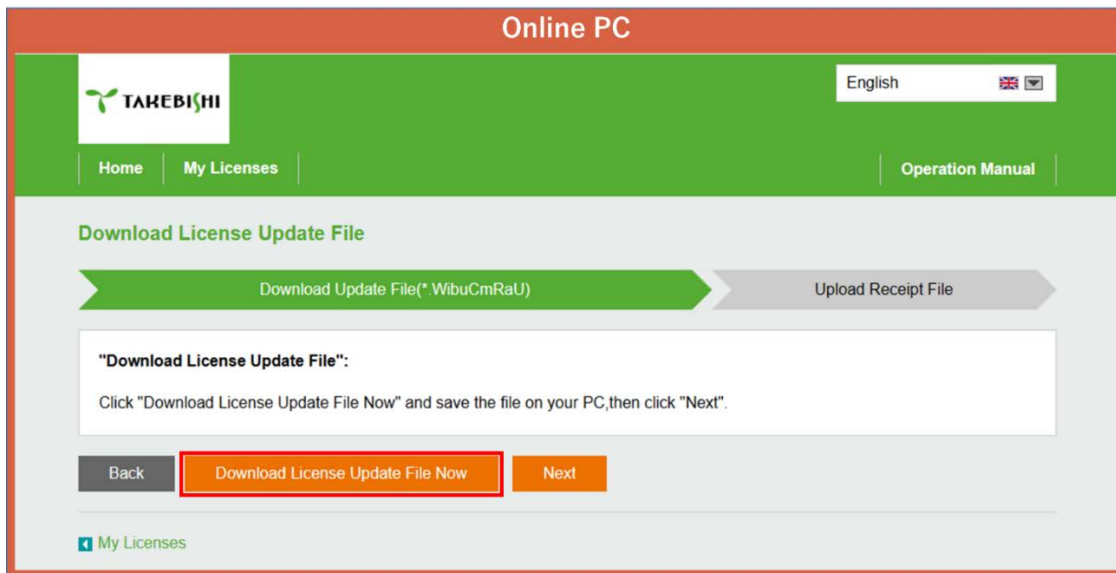 Online PC
TAKEBISHI
English
Home
My Licenses
Operation Manual
Download License Update File
Download Update File(*.WibuCmRaU)
Upload Receipt File
"Download License Update File":
Click "Download License Update File Now" and save the file on your PC,then click "Next".
Back
Download License Update File Now
Next
My Licenses